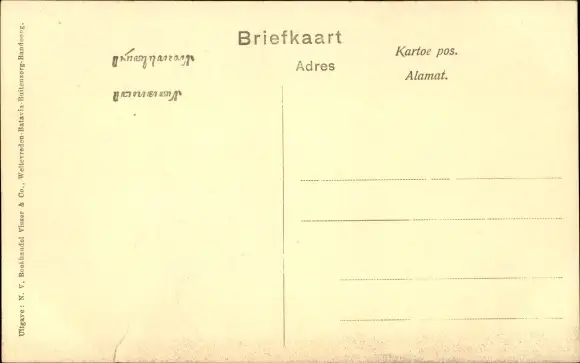 Briefkaart
Adres
Kartoe pos.
Alamat.
Uitgave: N. V. Boekhandel Visser & Co., Weltevreden-Batavia-Buitenzorg-Bandoeng.